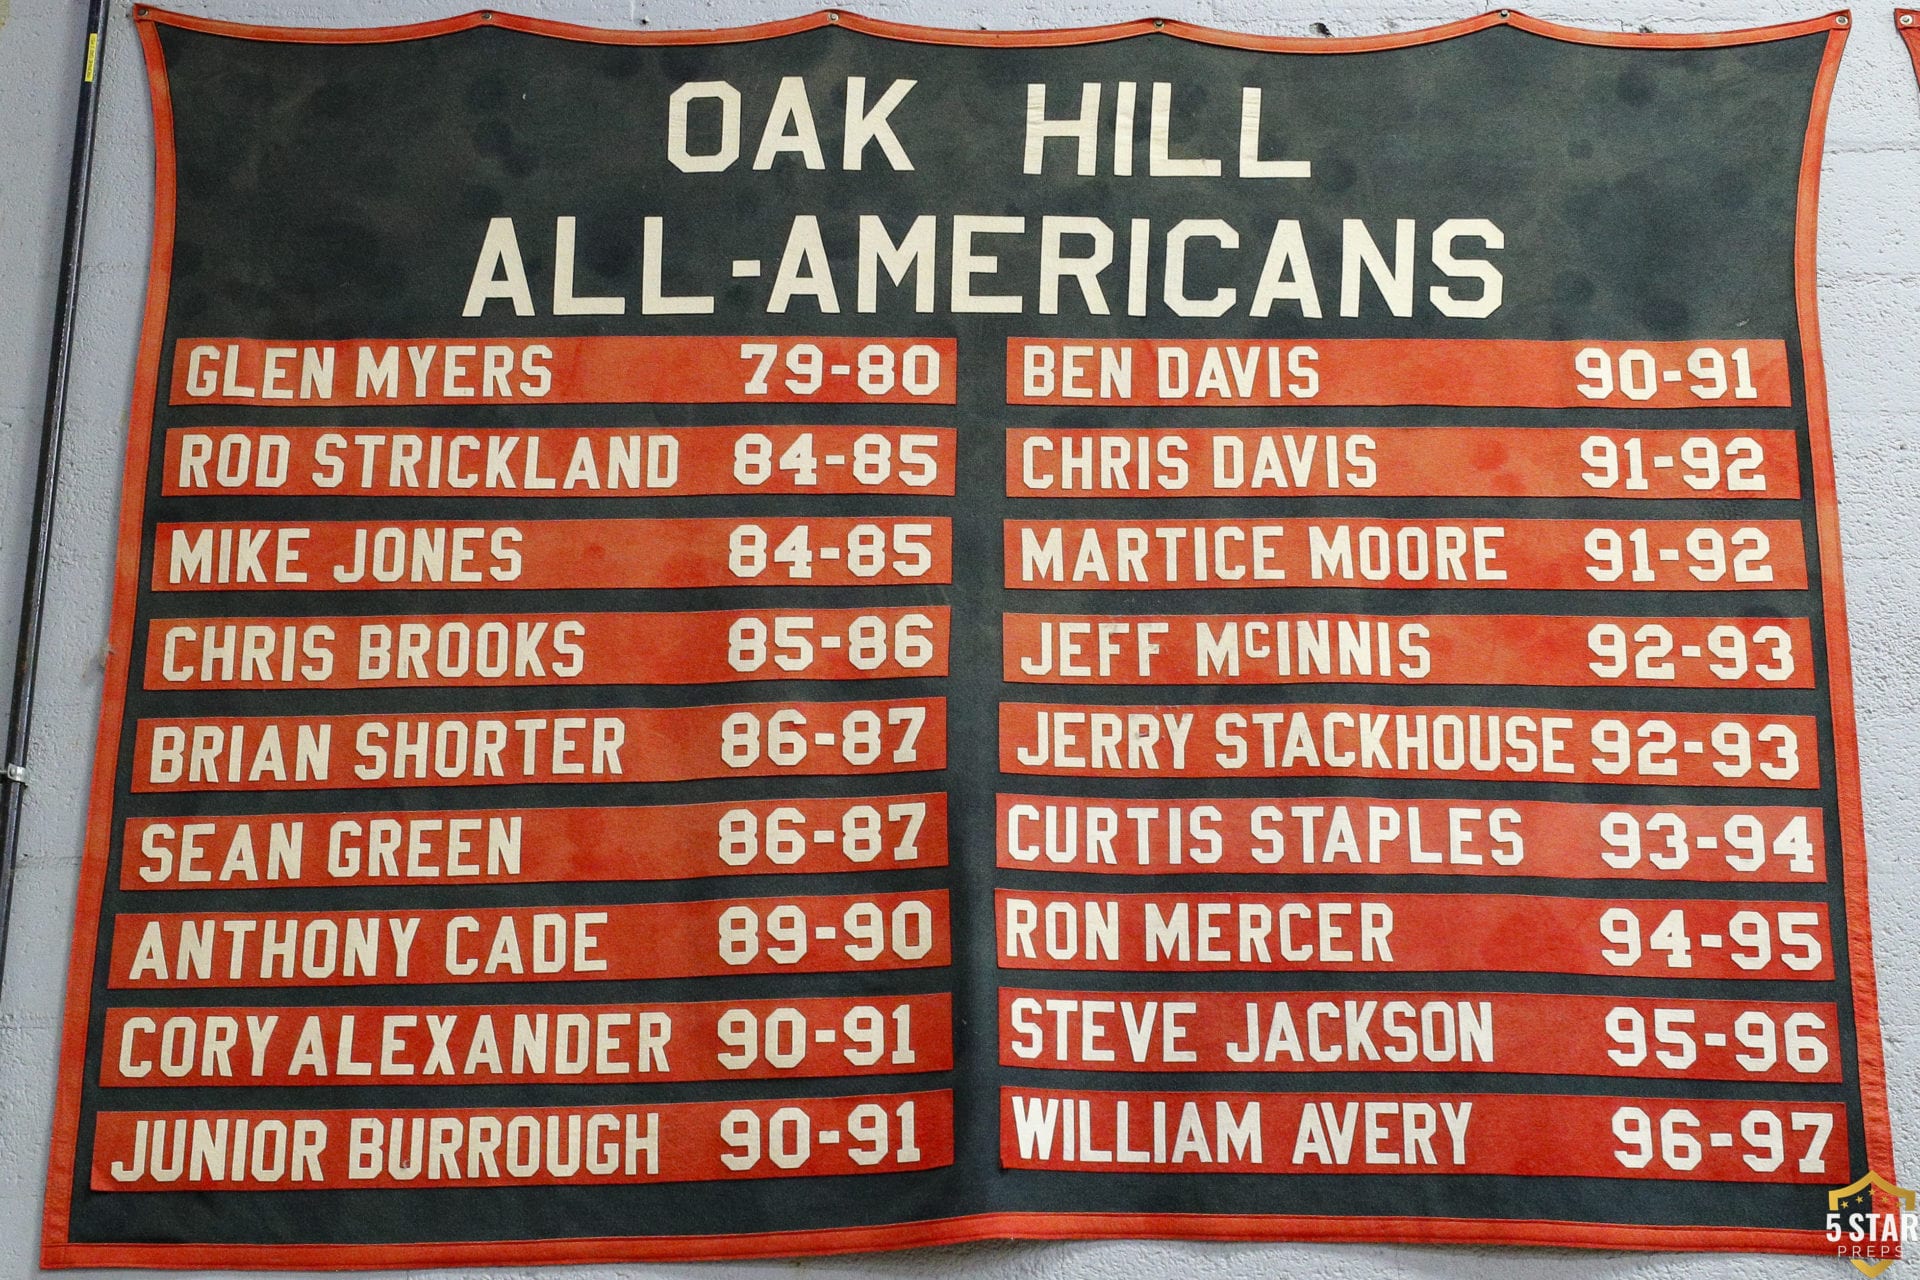 OAK HILL
ALL-AMERICANS
GLEN MYERS 79-80
ROD STRICKLAND 84-85
MIKE JONES 84-85
CHRIS BROOKS 85-86
BRIAN SHORTER 86-87
SEAN GREEN 86-87
ANTHONY CADE 89-90
CORY ALEXANDER 90-91
JUNIOR BURROUGH 90-91
BEN DAVIS 90-91
CHRIS DAVIS 91-92
MARTICE MOORE 91-92
JEFF McINNIS 92-93
JERRY STACKHOUSE 92-93
CURTIS STAPLES 93-94
RON MERCER 94-95
STEVE JACKSON 95-96
WILLIAM AVERY 96-97
5 STAR
PREPS